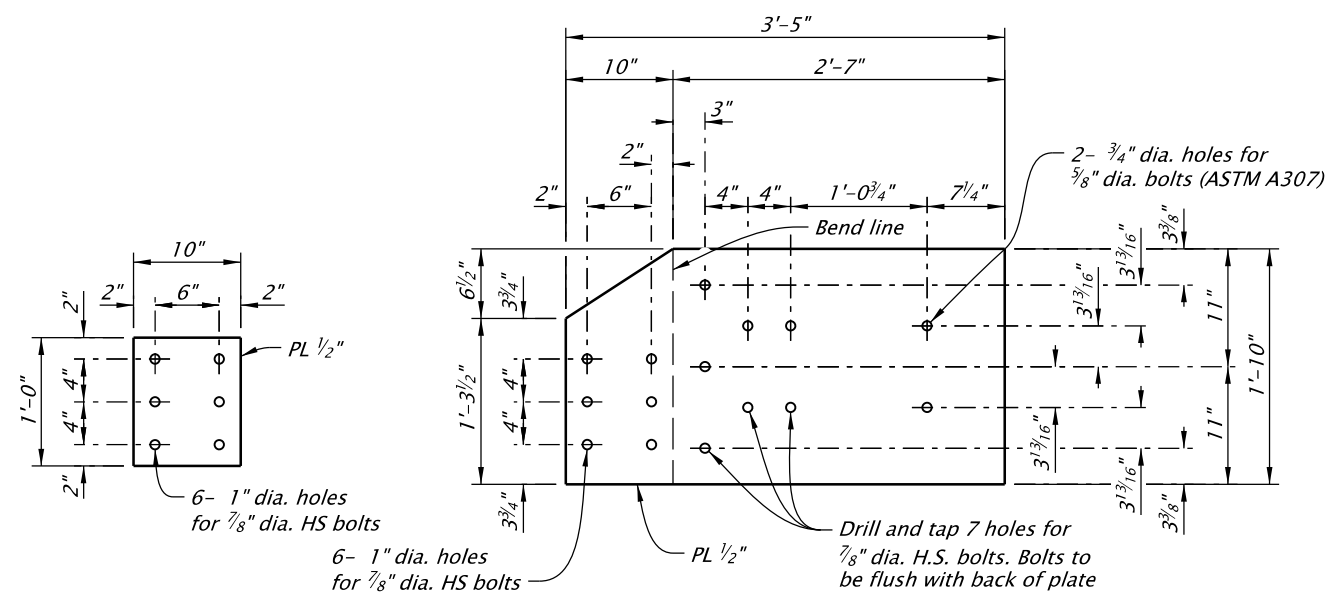 3'–5"
10"
2'–7"
3"
2"
2"
6"
4"
4"
1'–0 3/4"
7 1/4"
2– 3/4" dia. holes for
5/8" dia. bolts (ASTM A307)
Bend line
10"
2"
6"
2"
2"
4"
4"
2"
1'–0"
PL 1/2"
6– 1" dia. holes
for 7/8" dia. HS bolts
6 1/2"
1'–3 1/2"
3 3/4"
4"
4"
3 3/4"
6– 1" dia. holes
for 7/8" dia. HS bolts
PL 1/2"
Drill and tap 7 holes for
7/8" dia. H.S. bolts. Bolts to
be flush with back of plate
3 13/16"
3 13/16"
3 13/16"
3 13/16"
3 3/8"
3 3/8"
11"
11"
1'–10"